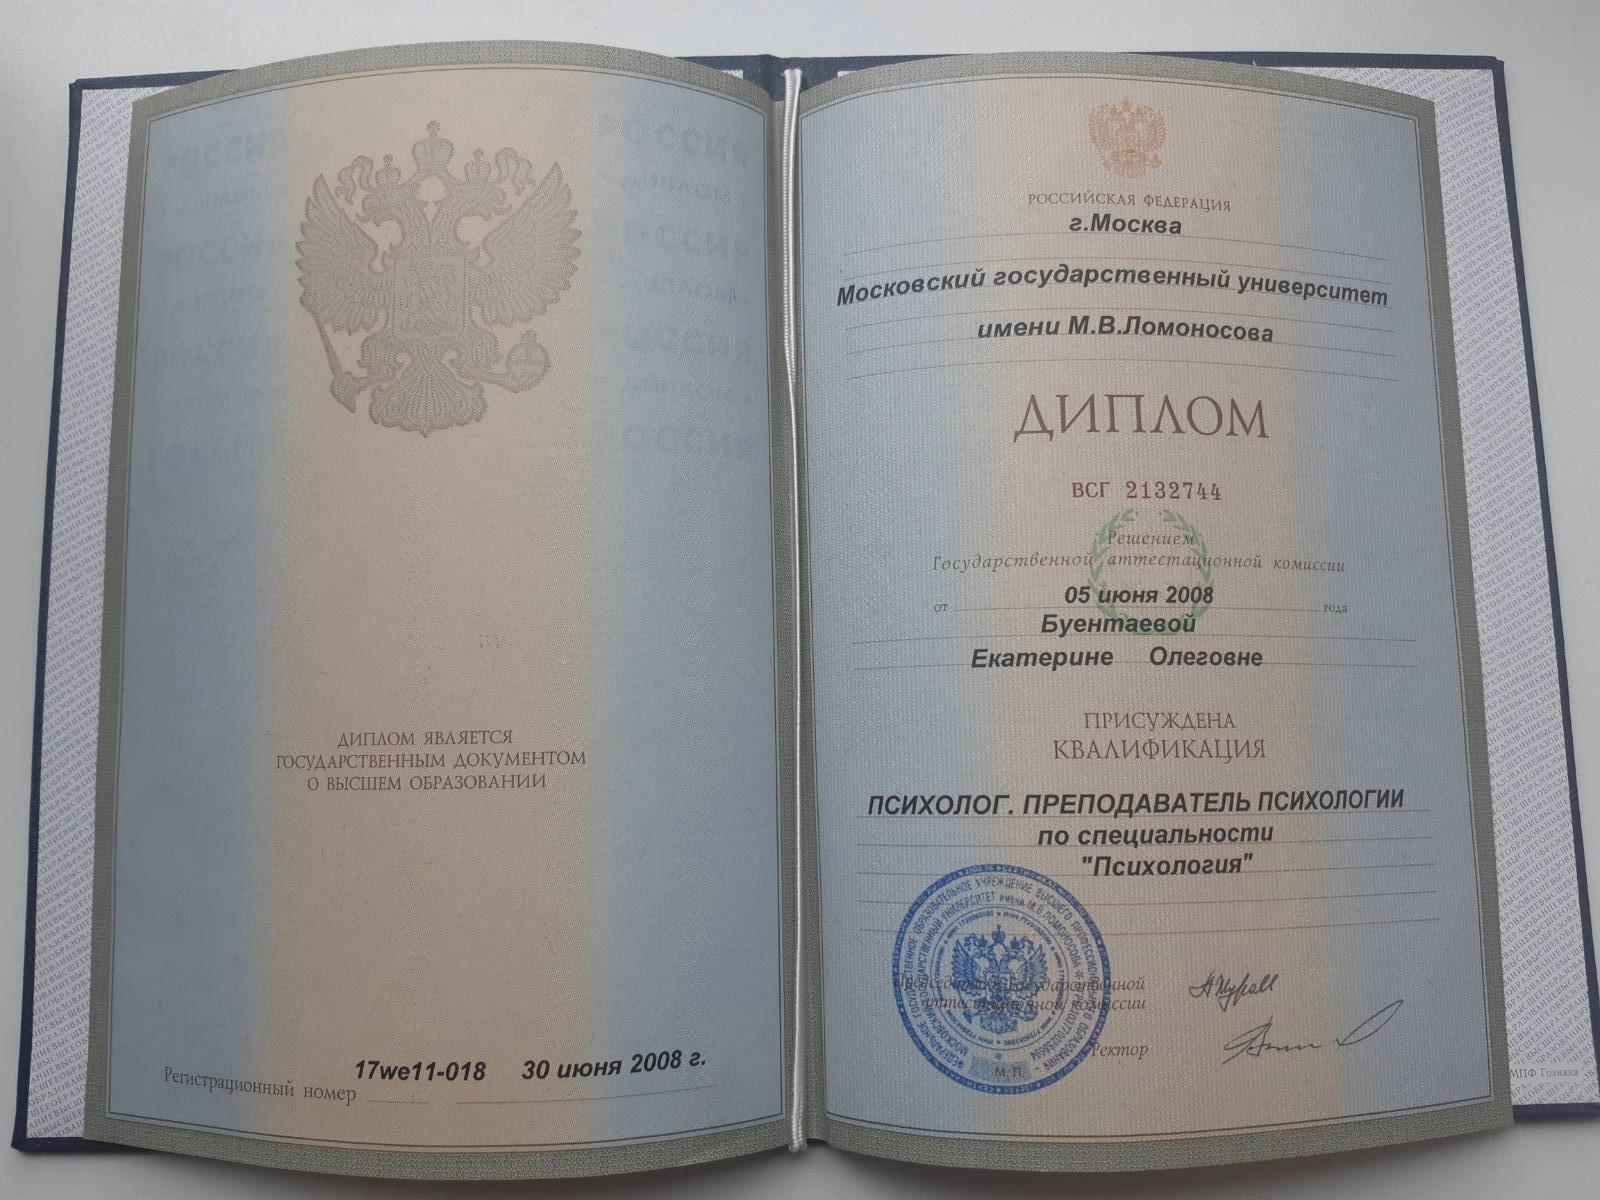 ДИПЛОМ ЯВЛЯЕТСЯ
ГОСУДАРСТВЕННЫМ ДОКУМЕНТОМ
О ВЫСШЕМ ОБРАЗОВАНИИ
Регистрационный номер 17we11-018 30 июня 2008 г.
РОССИЙСКАЯ ФЕДЕРАЦИЯ
г.Москва
Московский государственный университет
имени М.В.Ломоносова
ДИПЛОМ
ВСГ 2132744
Решением
Государственной аттестационной комиссии
от 05 июня 2008 года
Буентаевой
Екатерине Олеговне
ПРИСУЖДЕНА
КВАЛИФИКАЦИЯ
ПСИХОЛОГ. ПРЕПОДАВАТЕЛЬ ПСИХОЛОГИИ
по специальности
"Психология"
Председатель Государственной
аттестационной комиссии
Ректор
М.П.
МПФ Гознака